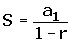 S = a₁ / (1 − r)